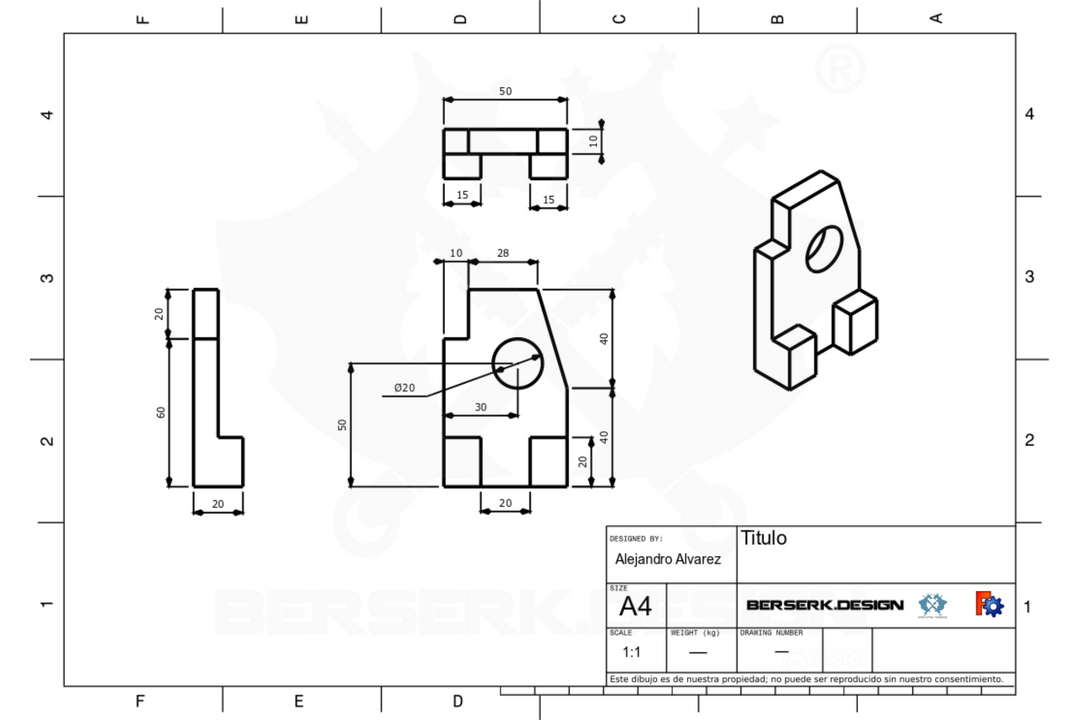 F E D C B A
®
4 4
50
10
15 15
3 3
10 28
20
40
Ø20
30
60
50
2 2
40
20
20
20
DESIGNED BY:
Alejandro Alvarez
Titulo
1 1
SIZE
A4
BERSERK.DESIGN
BERSERK.DESIGN
SCALE
1:1
WEIGHT (kg)
—
DRAWING NUMBER
—
Este dibujo es de nuestra propiedad; no puede ser reproducido sin nuestro consentimiento.
F E D